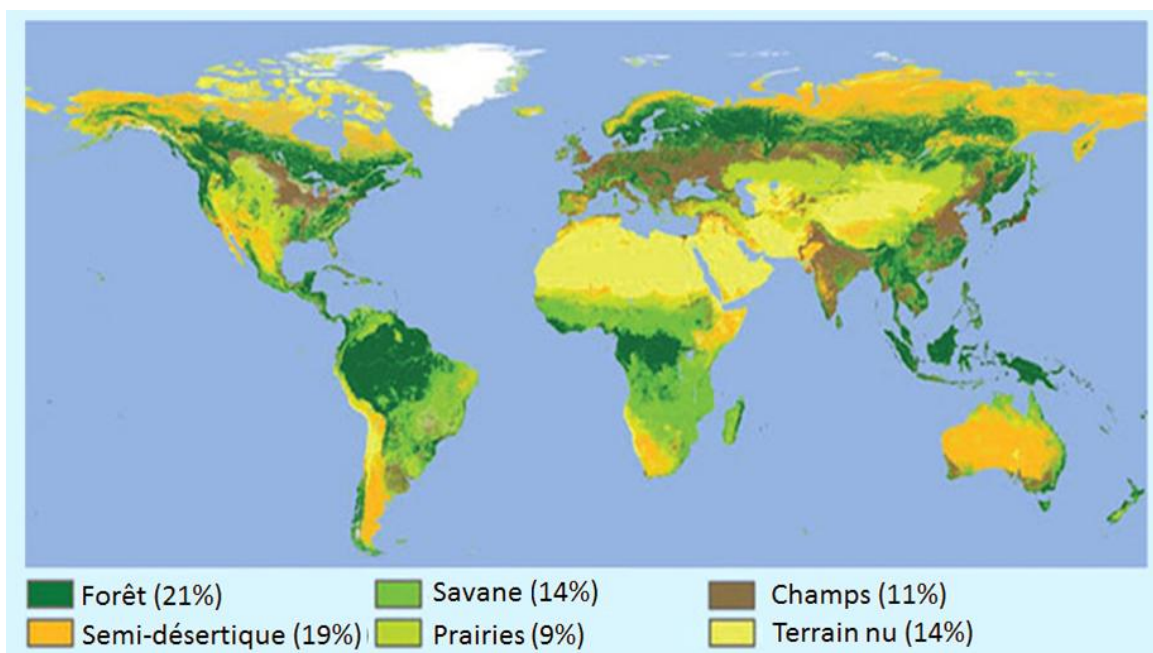 Forêt (21%) Savane (14%) Champs (11%)
Semi-désertique (19%) Prairies (9%) Terrain nu (14%)